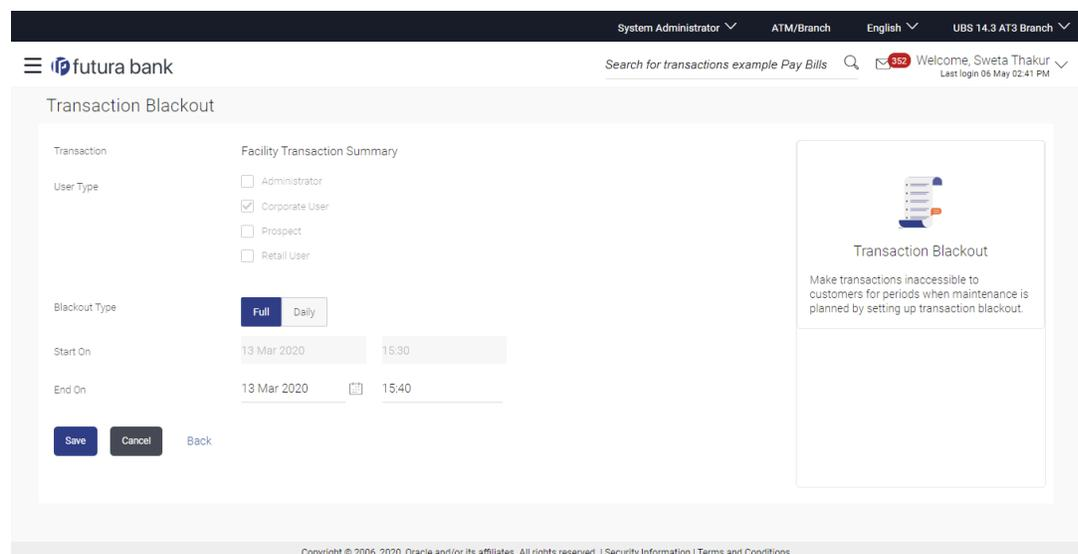 System Administrator ATM/Branch English UBS 14.3 AT3 Branch
futura bank
Search for transactions example Pay Bills
352
Welcome, Sweta Thakur
Last login 06 May 02:41 PM
Transaction Blackout
Transaction Facility Transaction Summary
User Type
Administrator
Corporate User
Prospect
Retail User
Blackout Type Full Daily
Start On 13 Mar 2020 15:30
End On 13 Mar 2020 15:40
Save Cancel Back
Transaction Blackout
Make transactions inaccessible to
customers for periods when maintenance is
planned by setting up transaction blackout.
Copyright © 2006, 2020, Oracle and/or its affiliates. All rights reserved. | Security Information | Terms and Conditions